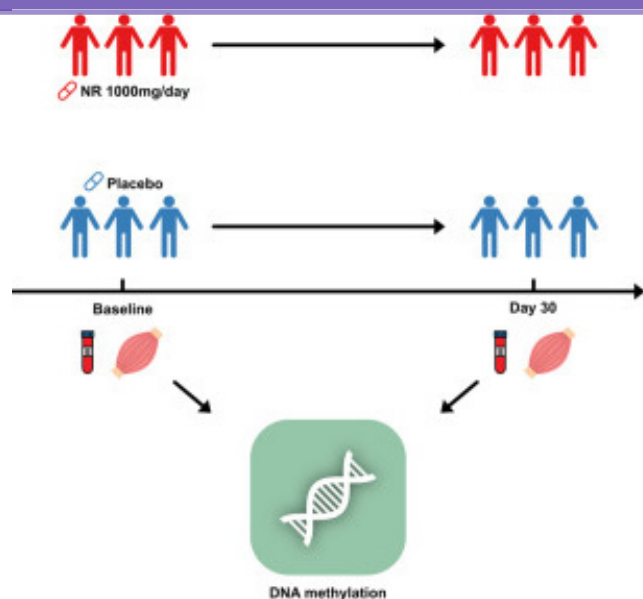 NR 1000mg/day
Placebo
Baseline
Day 30
DNA methylation